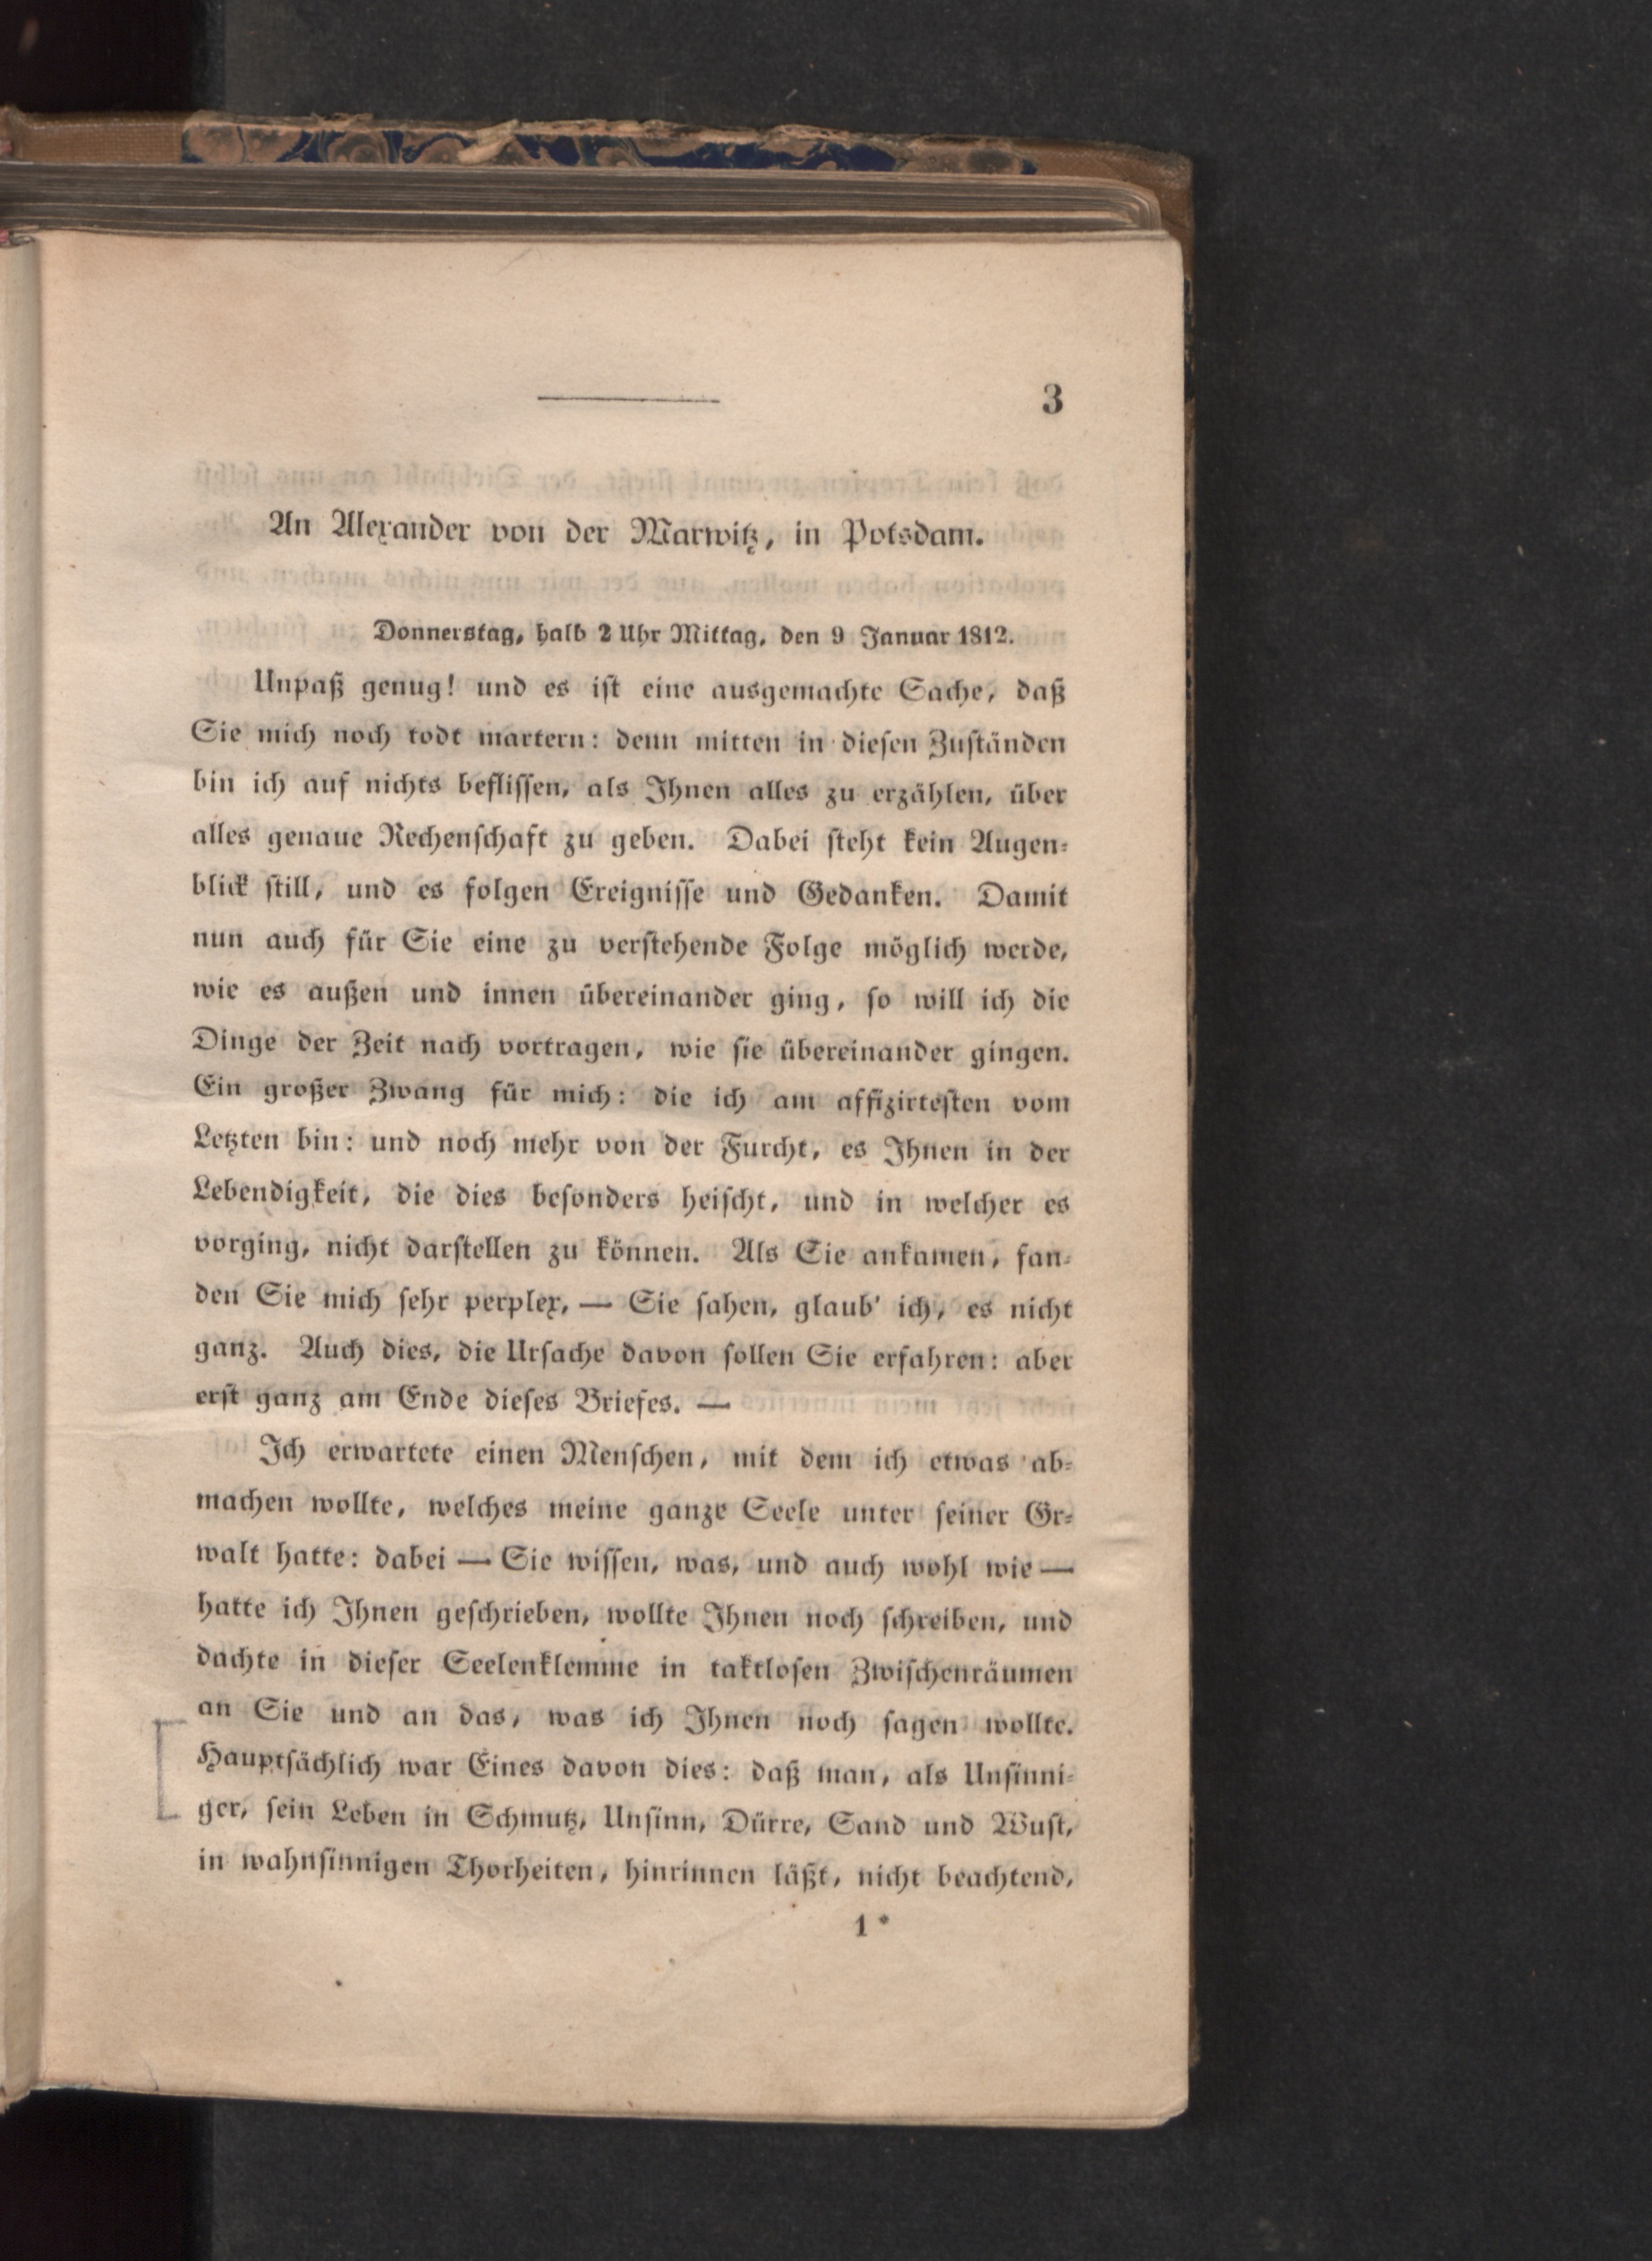 3
An Alexander von der Marwitz, in Potsdam.
Donnerstag, halb 2 Uhr Mittag, den 9 Januar 1812.
Unpaß genug! und es ist eine ausgemachte Sache, daß
Sie mich noch todt martern: denn mitten in diesen Zuständen
bin ich auf nichts beflissen, als Ihnen alles zu erzählen, über
alles genaue Rechenschaft zu geben. Dabei steht kein Augen-
blick still, und es folgen Ereignisse und Gedanken. Damit
nun auch für Sie eine zu verstehende Folge möglich werde,
wie es außen und innen übereinander ging, so will ich die
Dinge der Zeit nach vortragen, wie sie übereinander gingen.
Ein großer Zwang für mich: die ich am affizirtesten vom
Letzten bin: und noch mehr von der Furcht, es Ihnen in der
Lebendigkeit, die dies besonders heischt, und in welcher es
vorging, nicht darstellen zu können. Als Sie ankamen, fan-
den Sie mich sehr perplex, — Sie sahen, glaub' ich, es nicht
ganz. Auch dies, die Ursache davon sollen Sie erfahren: aber
erst ganz am Ende dieses Briefes. —
Ich erwartete einen Menschen, mit dem ich etwas ab-
machen wollte, welches meine ganze Seele unter seiner Ge-
walt hatte: dabei — Sie wissen, was, und auch wohl wie —
hatte ich Ihnen geschrieben, wollte Ihnen noch schreiben, und
dachte in dieser Seelenklemme in taktlosen Zwischenräumen
an Sie und an das, was ich Ihnen noch sagen wollte.
Hauptsächlich war Eines davon dies: daß man, als Unsinni-
ger, sein Leben in Schmutz, Unsinn, Dürre, Sand und Wust,
in wahnsinnigen Thorheiten, hinrinnen läßt, nicht beachtend,
1 *